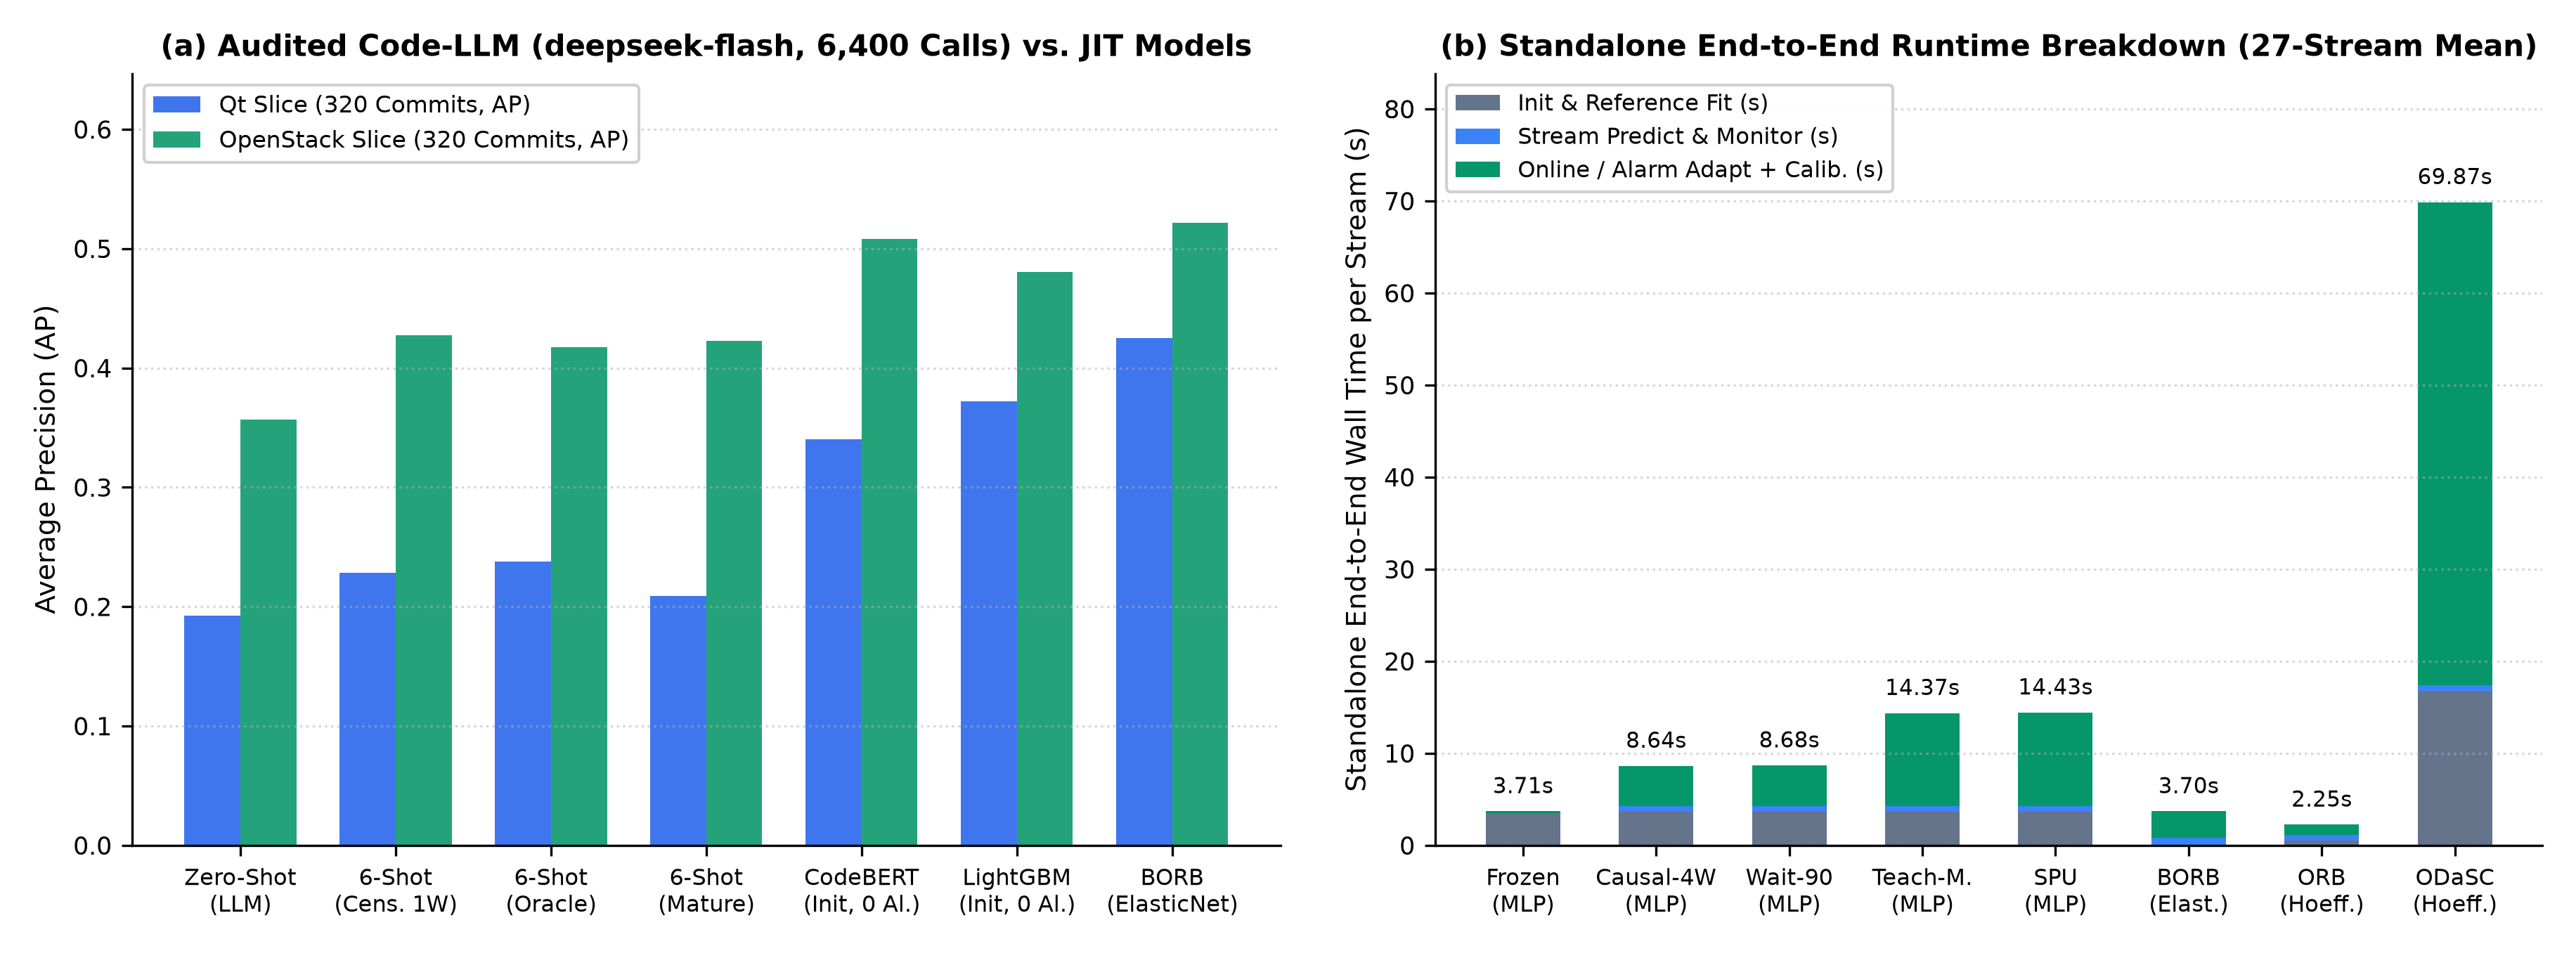 (a) Audited Code-LLM (deepseek-flash, 6,400 Calls) vs. JIT Models
Qt Slice (320 Commits, AP)
OpenStack Slice (320 Commits, AP)
Average Precision (AP)
0.6
0.5
0.4
0.3
0.2
0.1
0.0
Zero-Shot
(LLM)
6-Shot
(Cens. 1W)
6-Shot
(Oracle)
6-Shot
(Mature)
CodeBERT
(Init, 0 Al.)
LightGBM
(Init, 0 Al.)
BORB
(ElasticNet)
(b) Standalone End-to-End Runtime Breakdown (27-Stream Mean)
Init & Reference Fit (s)
Stream Predict & Monitor (s)
Online / Alarm Adapt + Calib. (s)
Standalone End-to-End Wall Time per Stream (s)
80
70
60
50
40
30
20
10
0
3.71s
8.64s
8.68s
14.37s
14.43s
3.70s
2.25s
69.87s
Frozen
(MLP)
Causal-4W
(MLP)
Wait-90
(MLP)
Teach-M.
(MLP)
SPU
(MLP)
BORB
(Elast.)
ORB
(Hoeff.)
ODaSC
(Hoeff.)